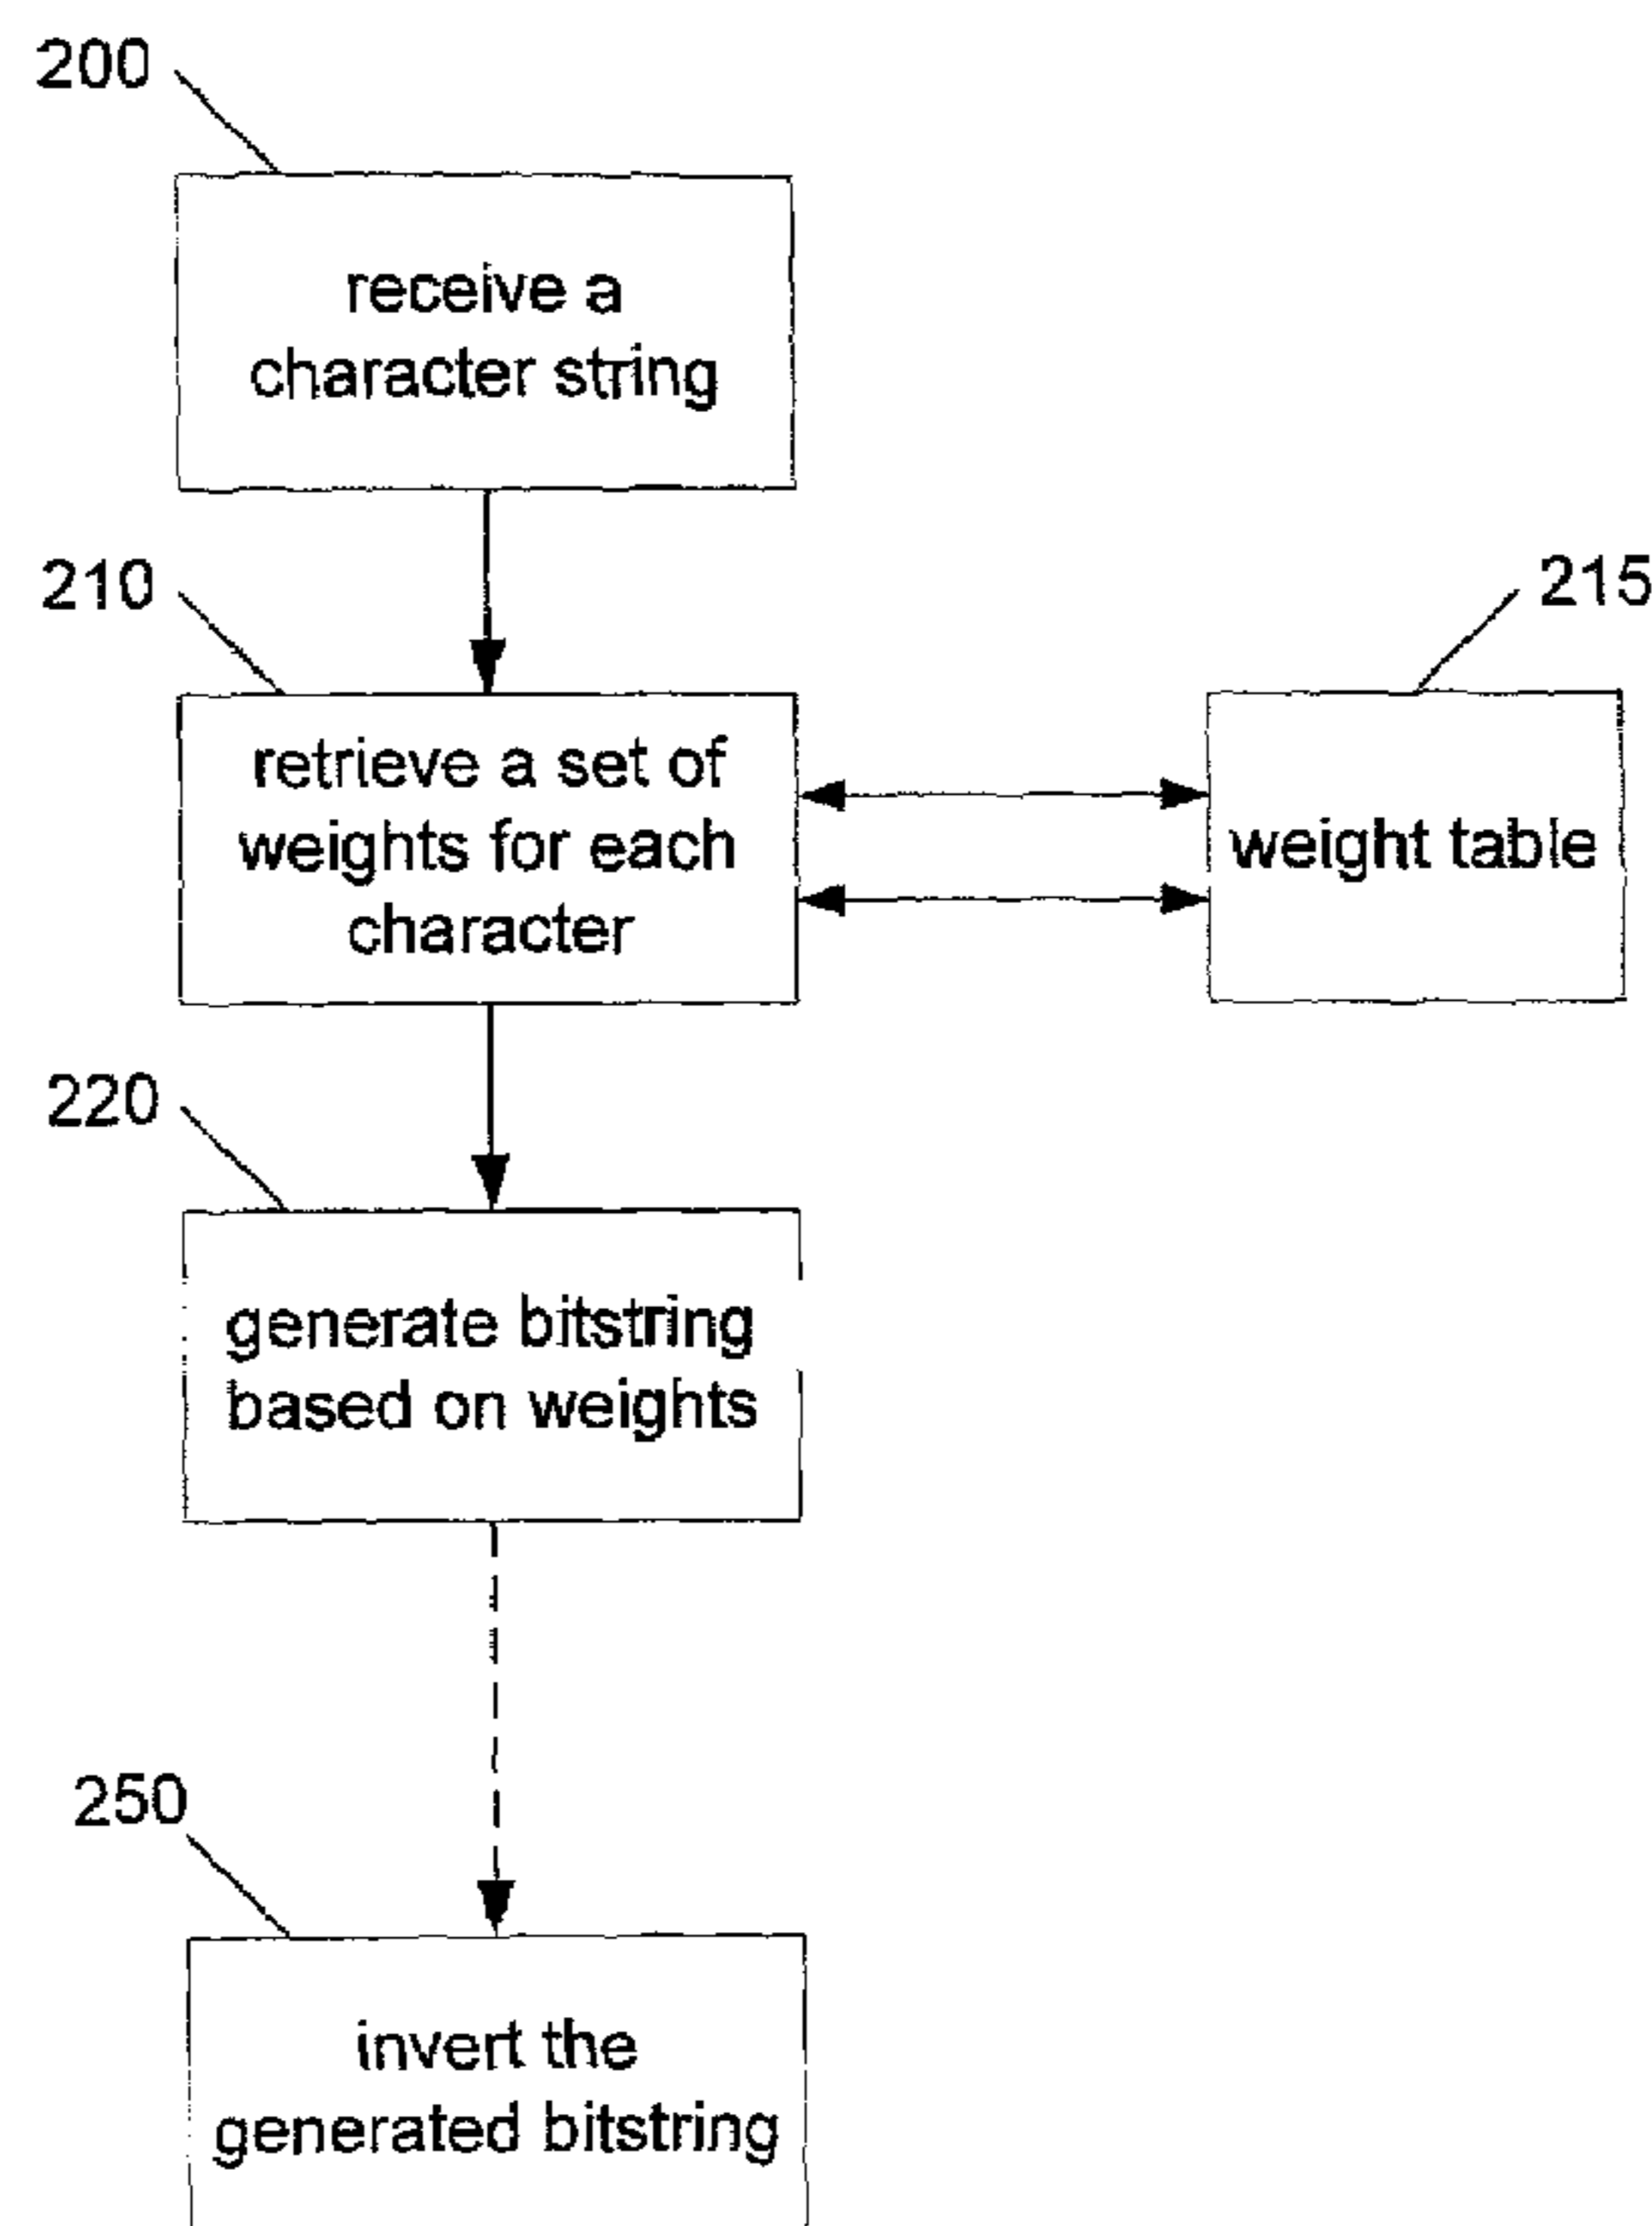 200
receive a
character string
210
215
retrieve a set of
weights for each
character
weight table
220
generate bitstring
based on weights
250
invert the
generated bitstring